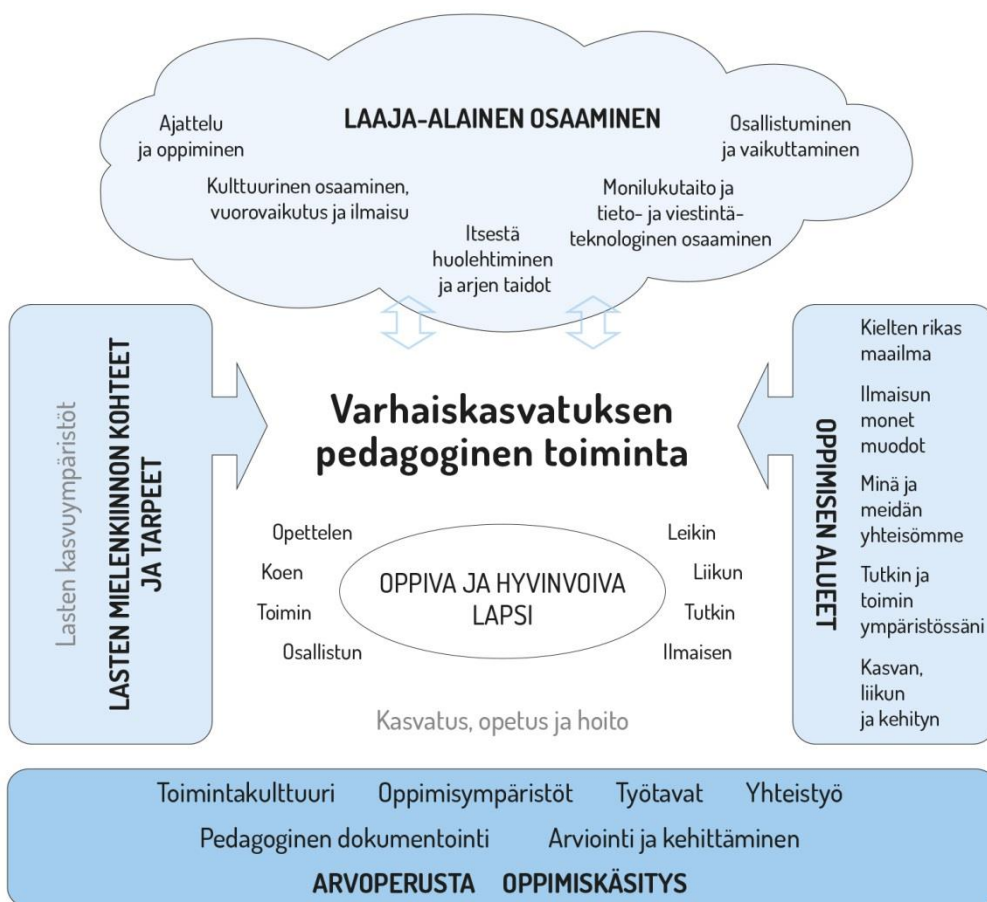 LAAJA-ALAINEN OSAAMINEN
Ajattelu
ja oppiminen
Kulttuurinen osaaminen,
vuorovaikutus ja ilmaisu
Itsestä
huolehtiminen
ja arjen taidot
Monilukutaito ja
tieto- ja viestintä-
teknologinen osaaminen
Osallistuminen
ja vaikuttaminen
Lasten kasvuympäristöt
LASTEN MIELENKIINNON KOHTEET
JA TARPEET
Varhaiskasvatuksen
pedagoginen toiminta
Opettelen
Koen
Toimin
Osallistun
OPPIVA JA HYVINVOIVA
LAPSI
Leikin
Liikun
Tutkin
Ilmaisen
Kasvatus, opetus ja hoito
OPPIMISEN ALUEET
Kielten rikas
maailma
Ilmaisun
monet
muodot
Minä ja
meidän
yhteisömme
Tutkin ja
toimin
ympäristössäni
Kasvan,
liikun
ja kehityn
Toimintakulttuuri Oppimisympäristöt Työtavat Yhteistyö
Pedagoginen dokumentointi Arviointi ja kehittäminen
ARVOPERUSTA OPPIMISKÄSITYS